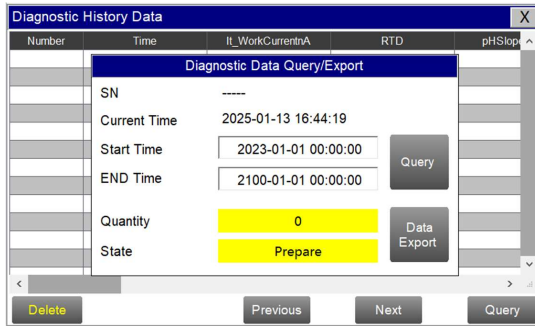 Diagnostic History Data X
Number Time It_WorkCurrentnA RTD pHSlop
Diagnostic Data Query/Export
SN -----
Current Time 2025-01-13 16:44:19
Start Time 2023-01-01 00:00:00
Query
END Time 2100-01-01 00:00:00
Quantity 0
Data Export
State Prepare
Delete Previous Next Query